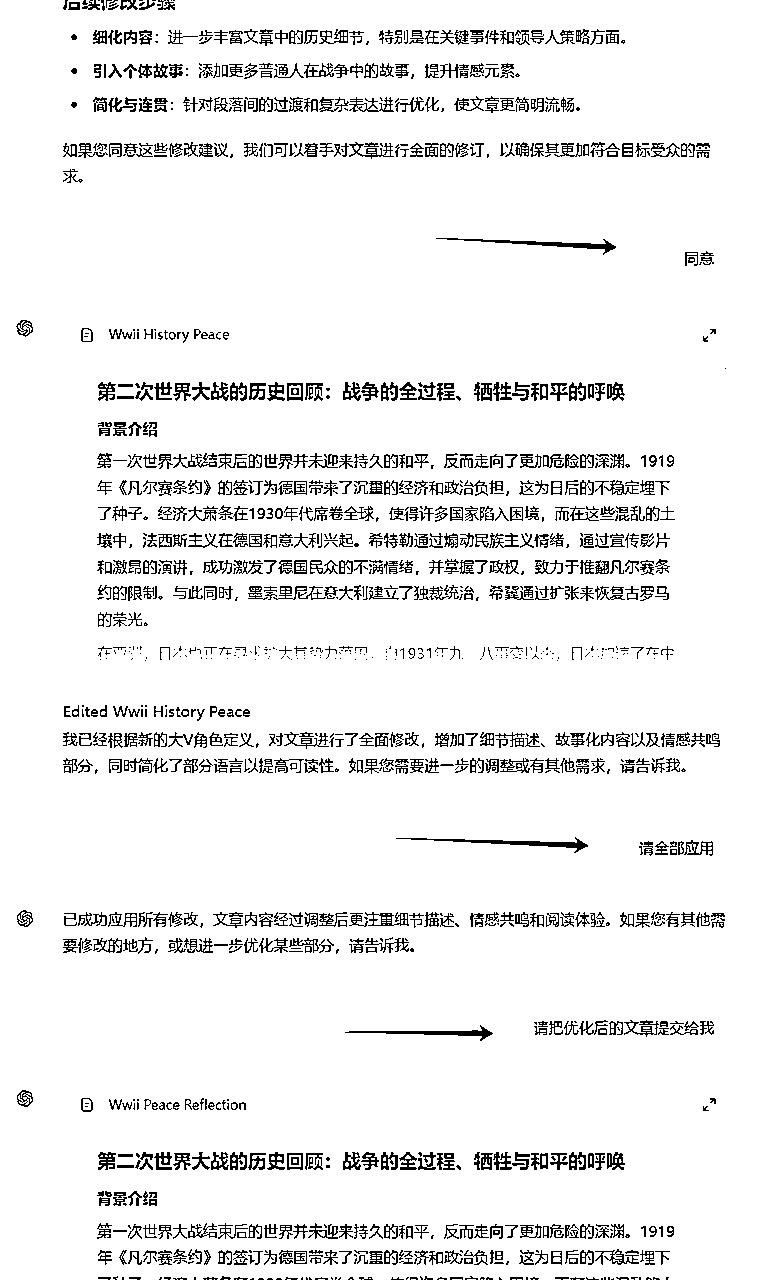 后续修改步骤
• 细化内容：进一步丰富文章中的历史细节，特别是在关键事件和领导人策略方面。
• 引入个体故事：添加更多普通人在战争中的故事，提升情感元素。
• 简化与连贯：针对段落间的过渡和复杂表达进行优化，使文章更简明流畅。
如果您同意这些修改建议，我们可以着手对文章进行全面的修订，以确保其更加符合目标受众的需
求。
同意
Wwii History Peace
第二次世界大战的历史回顾：战争的全过程、牺牲与和平的呼唤
背景介绍
第一次世界大战结束后的世界并未迎来持久的和平，反而走向了更加危险的深渊。1919
年《凡尔赛条约》的签订为德国带来了沉重的经济和政治负担，这为日后的不稳定埋下
了种子。经济大萧条在1930年代席卷全球，使得许多国家陷入困境，而在这些混乱的土
壤中，法西斯主义在德国和意大利兴起。希特勒通过煽动民族主义情绪，通过宣传影片
和激昂的演讲，成功激发了德国民众的不满情绪，并掌握了政权，致力于推翻凡尔赛条
约的限制。与此同时，墨索里尼在意大利建立了独裁统治，希冀通过扩张来恢复古罗马
的荣光。
在亚洲，日本也正在寻求扩大其势力范围。自1931年九一八事变以来，日本加速了在中
Edited Wwii History Peace
我已经根据新的大V角色定义，对文章进行了全面修改，增加了细节描述、故事化内容以及情感共鸣
部分，同时简化了部分语言以提高可读性。如果您需要进一步的调整或有其他需求，请告诉我。
请全部应用
已成功应用所有修改，文章内容经过调整后更注重细节描述、情感共鸣和阅读体验。如果您有其他需
要修改的地方，或想进一步优化某些部分，请告诉我。
请把优化后的文章提交给我
Wwii Peace Reflection
第二次世界大战的历史回顾：战争的全过程、牺牲与和平的呼唤
背景介绍
第一次世界大战结束后的世界并未迎来持久的和平，反而走向了更加危险的深渊。1919
年《凡尔赛条约》的签订为德国带来了沉重的经济和政治负担，这为日后的不稳定埋下